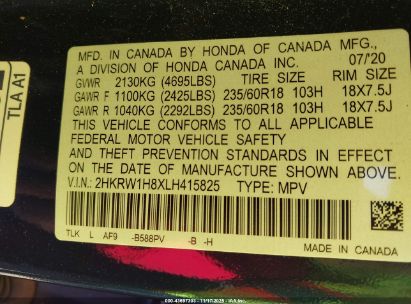 TLA A1
MFD. IN CANADA BY HONDA OF CANADA MFG.,
A DIVISION OF HONDA CANADA INC. 07/'20
GVWR 2130KG (4695LBS) TIRE SIZE RIM SIZE
GAWR F 1100KG (2425LBS) 235/60R18 103H 18X7.5J
GAWR R 1040KG (2292LBS) 235/60R18 103H 18X7.5J
THIS VEHICLE CONFORMS TO ALL APPLICABLE
FEDERAL MOTOR VEHICLE SAFETY
AND THEFT PREVENTION STANDARDS IN EFFECT
ON THE DATE OF MANUFACTURE SHOWN ABOVE.
V.I.N.: 2HKRW1H8XLH415825 TYPE: MPV
TLK L AF9 -B588PV -B -H
MADE IN CANADA